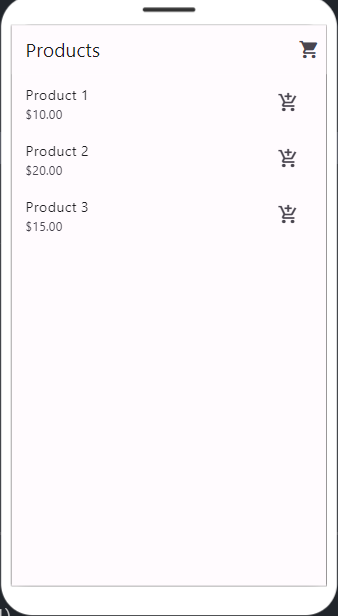 Products
Product 1
$10.00
Product 2
$20.00
Product 3
$15.00